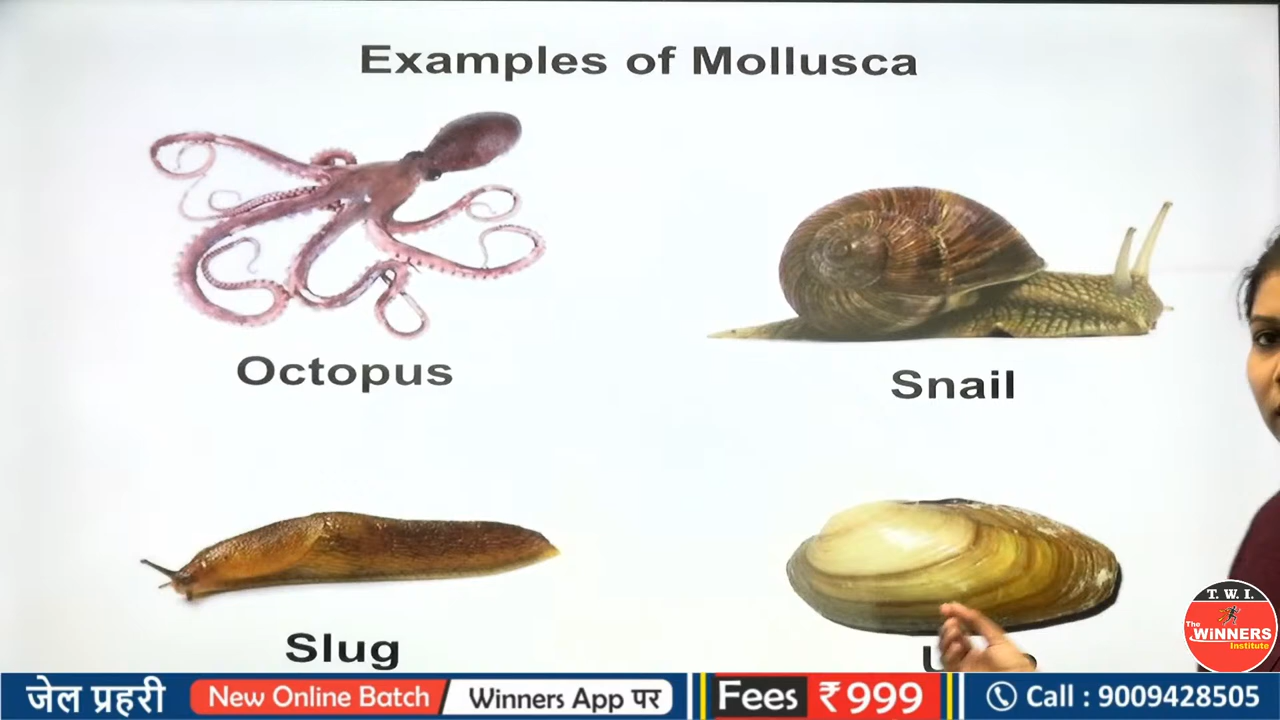 Examples of Mollusca
Octopus
Snail
Slug
T. W. I.
The
WiNNERS
Institute
जेल प्रहरी
New Online Batch
Winners App पर
Fees
₹999
Call : 9009428505